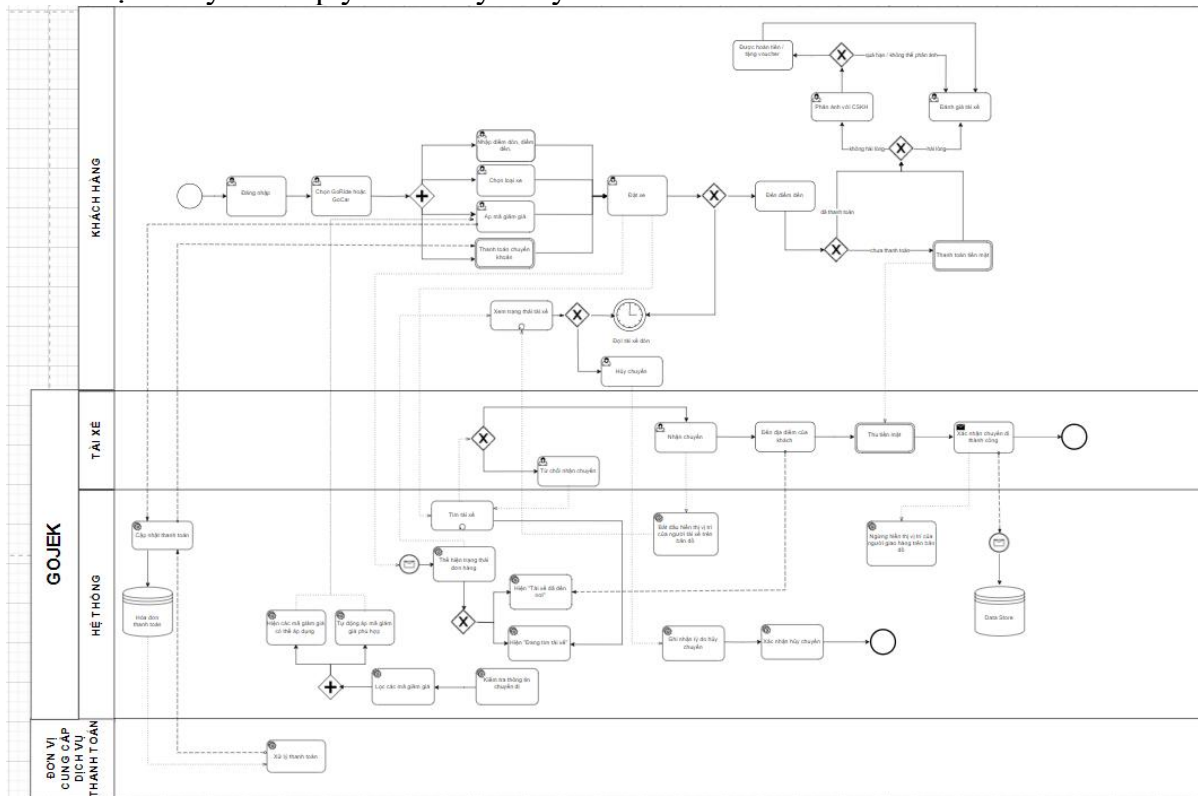 KHÁCH HÀNG
Đăng nhập
Chọn GoRide hoặc
GoCar
Nhập điểm đón, điểm
đến.
Chọn loại xe
Áp mã giảm giá
Thanh toán chuyển
khoản
Đặt xe
Đến điểm đến
đã thanh toán
chưa thanh toán
Thanh toán tiền mặt
không hài lòng
hài lòng
Phản ánh với CSKH
Đánh giá tài xế
Được hoàn tiền /
tặng voucher
quá hạn / không thể phản ánh
Xem trạng thái tài xế
Đợi tài xế đón
Hủy chuyến
GOJEK
TÀI XẾ
Nhận chuyến
Từ chối nhận chuyến
Đến địa điểm của
khách
Thu tiền mặt
Xác nhận chuyến đi
thành công
HỆ THỐNG
Cập nhật thanh toán
Hóa đơn
thanh toán
Tìm tài xế
Thể hiện trạng thái
đơn hàng
Hiện "Tài xế đã đến
nơi"
Hiện "Đang tìm tài xế"
Bắt đầu hiển thị vị trí
của người tài xế trên
bản đồ
Ngừng hiển thị vị trí của
người giao hàng trên bản
đồ
Data Store
Hiện các mã giảm giá
có thể áp dụng
Tự động áp mã giảm
giá phù hợp
Lọc các mã giảm giá
Kiểm tra thông tin
chuyến đi
Ghi nhận lý do hủy
chuyến
Xác nhận hủy chuyến
ĐƠN VỊ
CUNG CẤP
DỊCH VỤ
THANH TOÁN
Xử lý thanh toán